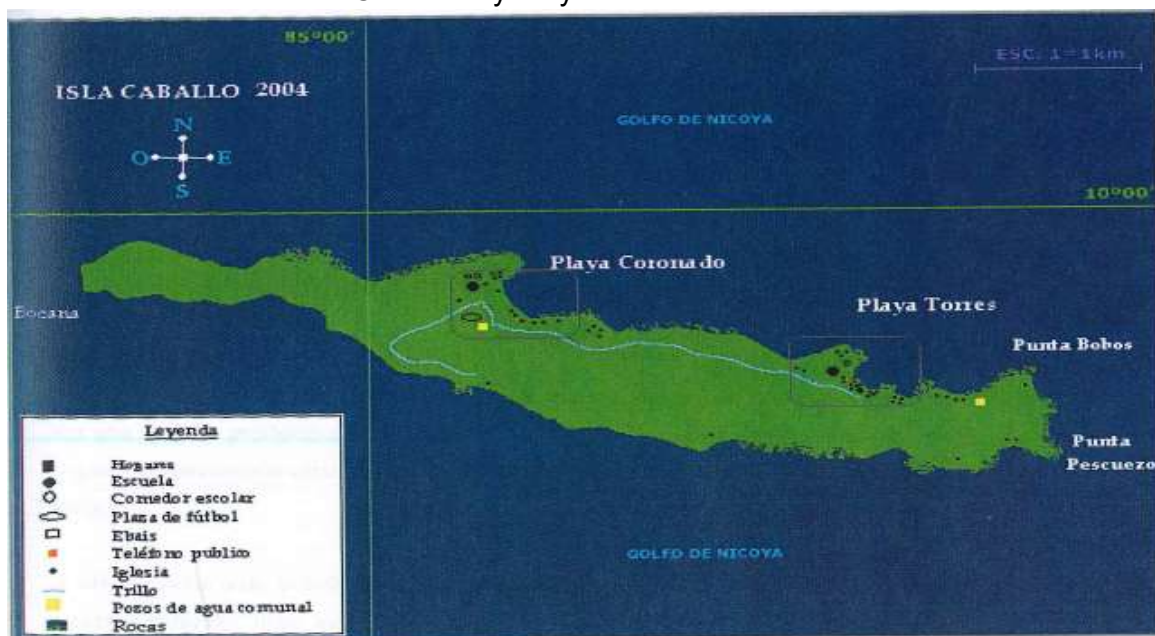 85°00'
ESC: 1=1km
ISLA CABALLO 2004
N
O E
S
GOLFO DE NICOYA
10°00'
Playa Coronado
Playa Torres
Bocana
Punta Bobos
Punta
Pescuezo
Leyenda
Hogares
Escuela
Comedor escolar
Plaza de fútbol
Ebais
Teléfono publico
Iglesia
Trillo
Pozos de agua comunal
Rocas
GOLFO DE NICOYA